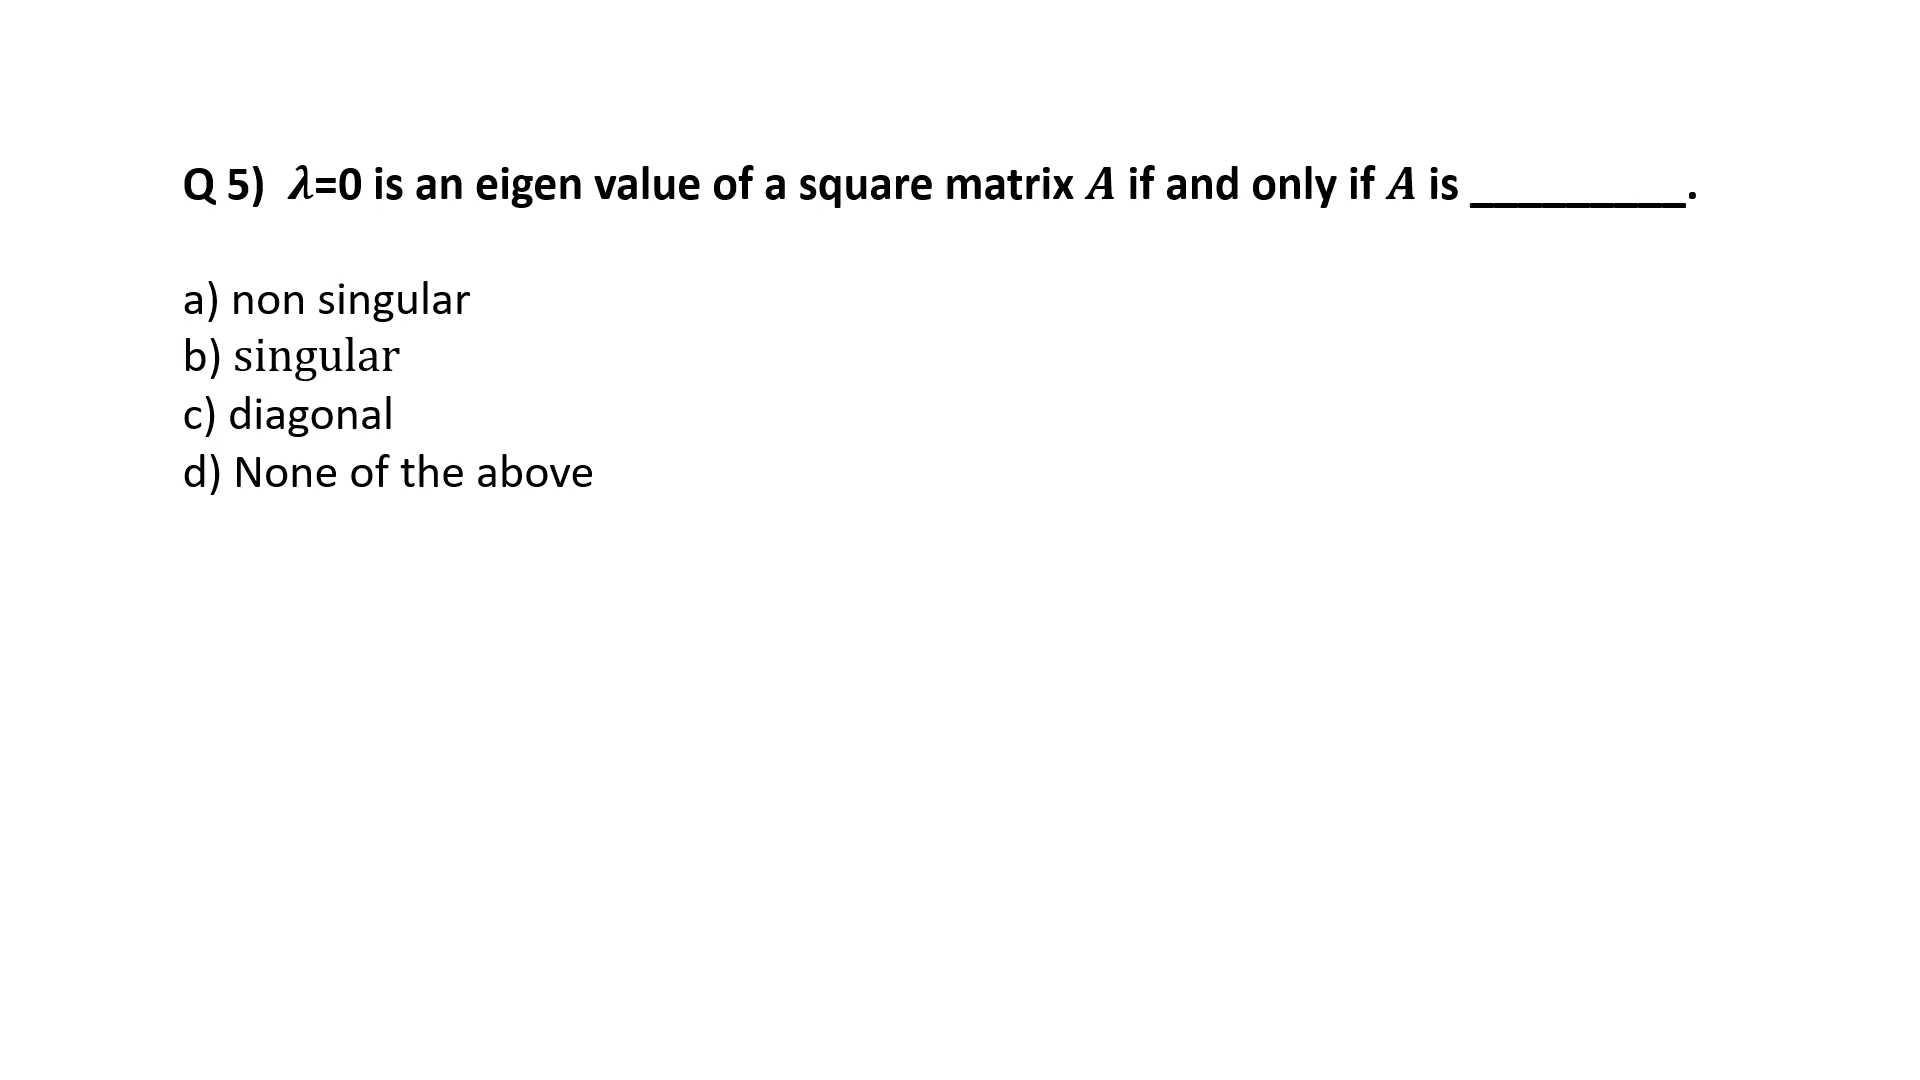 Q 5) 𝝀=0 is an eigen value of a square matrix 𝑨 if and only if 𝑨 is _________.
a) non singular
b) singular
c) diagonal
d) None of the above